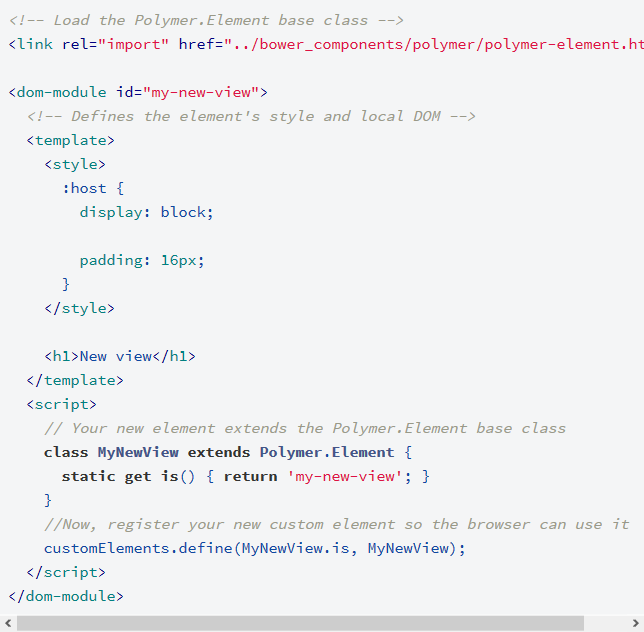 <!-- Load the Polymer.Element base class -->
<link rel="import" href="../bower_components/polymer/polymer-element.ht
<dom-module id="my-new-view">
<!-- Defines the element's style and local DOM -->
<template>
<style>
:host {
display: block;
padding: 16px;
}
</style>
<h1>New view</h1>
</template>
<script>
// Your new element extends the Polymer.Element base class
class MyNewView extends Polymer.Element {
static get is() { return 'my-new-view'; }
}
//Now, register your new custom element so the browser can use it
customElements.define(MyNewView.is, MyNewView);
</script>
</dom-module>